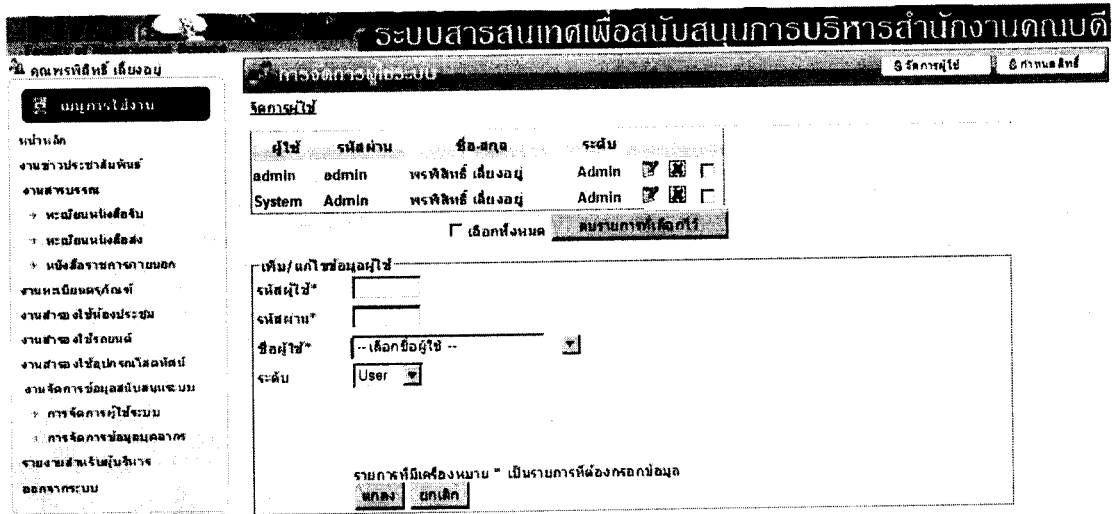 ระบบสารสนเทศเพื่อสนับสนุนการบริหารสำนักงานคณบดี
คุณพรพิสิทธิ์ เลี้ยงอยู่
การจัดการผู้ใช้ระบบ
จัดการผู้ใช้
กำหนดสิทธิ์
เมนูการใช้งาน
หน้าหลัก
งานข่าวประชาสัมพันธ์
งานสารบรรณ
ทะเบียนหนังสือรับ
ทะเบียนหนังสือส่ง
หนังสือราชการภายนอก
งานทะเบียนครุภัณฑ์
งานสำรองใช้ห้องประชุม
งานสำรองใช้รถยนต์
งานสำรองใช้อุปกรณ์โสตทัศน์
งานจัดการข้อมูลสนับสนุนระบบ
การจัดการผู้ใช้ระบบ
การจัดการข้อมูลบุคลากร
รายงานสำหรับผู้บริหาร
ออกจากระบบ
จัดการผู้ใช้
ผู้ใช้ รหัสผ่าน ชื่อ-สกุล ระดับ
admin admin พรพิสิทธิ์ เลี้ยงอยู่ Admin
System Admin พรพิสิทธิ์ เลี้ยงอยู่ Admin
เลือกทั้งหมด ลบรายการที่เลือกไว้
เพิ่ม/แก้ไขข้อมูลผู้ใช้
รหัสผู้ใช้*
รหัสผ่าน*
ชื่อผู้ใช้* -- เลือกชื่อผู้ใช้ --
ระดับ User
รายการที่มีเครื่องหมาย * เป็นรายการที่ต้องกรอกข้อมูล
ตกลง ยกเลิก